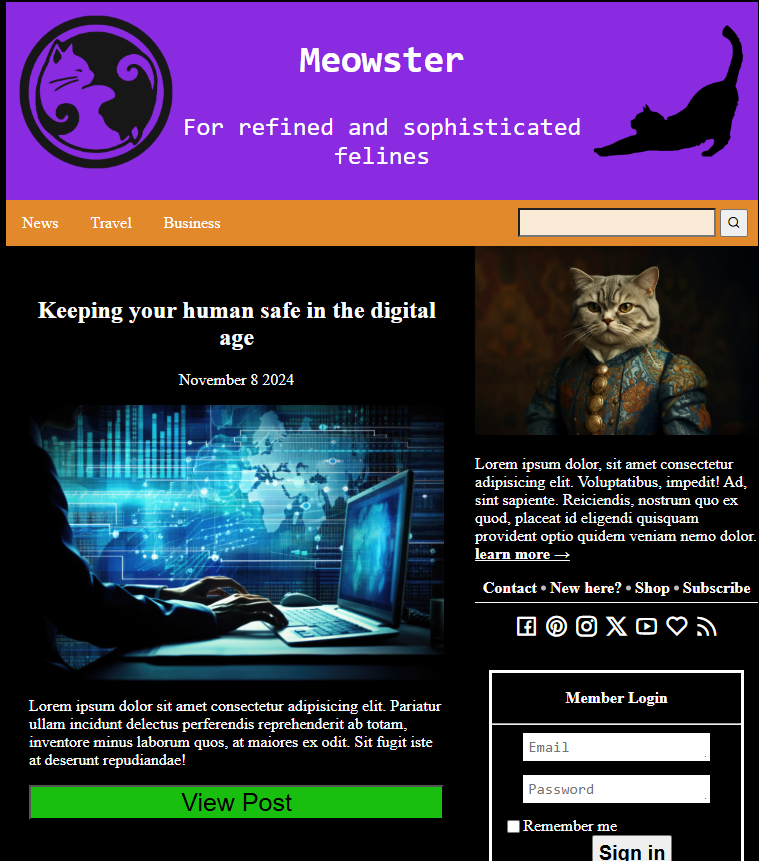 Meowster
For refined and sophisticated
felines
News Travel Business
Keeping your human safe in the digital
age
November 8 2024
Lorem ipsum dolor sit amet consectetur adipisicing elit. Pariatur
ullam incidunt delectus perferendis reprehenderit ab totam,
inventore minus laborum quos, at maiores ex odit. Sit fugit iste
at deserunt repudiandae!
View Post
Lorem ipsum dolor, sit amet consectetur
adipisicing elit. Voluptatibus, impedit! Ad,
sint sapiente. Reiciendis, nostrum quo ex
quod, placeat id eligendi quisquam
provident optio quidem veniam nemo dolor.
learn more →
Contact • New here? • Shop • Subscribe
Member Login
Email
Password
Remember me
Sign in